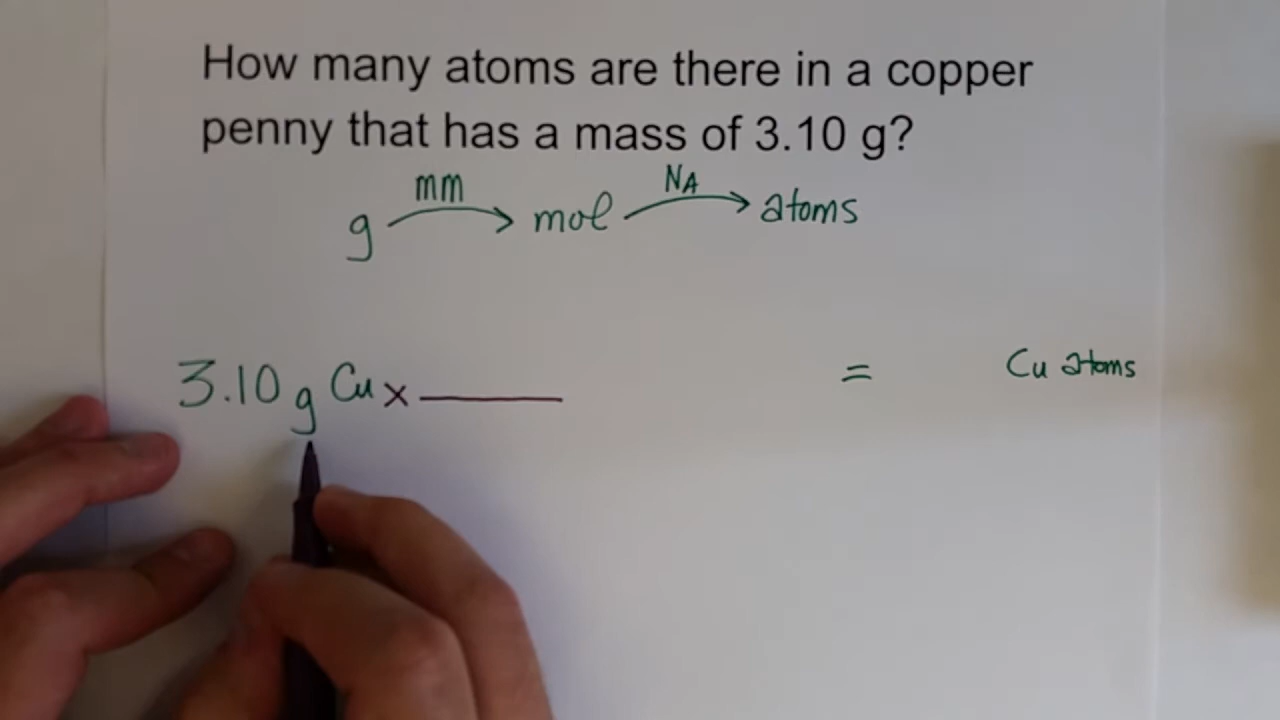 How many atoms are there in a copper
penny that has a mass of 3.10 g?
g mm mol NA atoms
3.10 g Cu x = Cu atoms